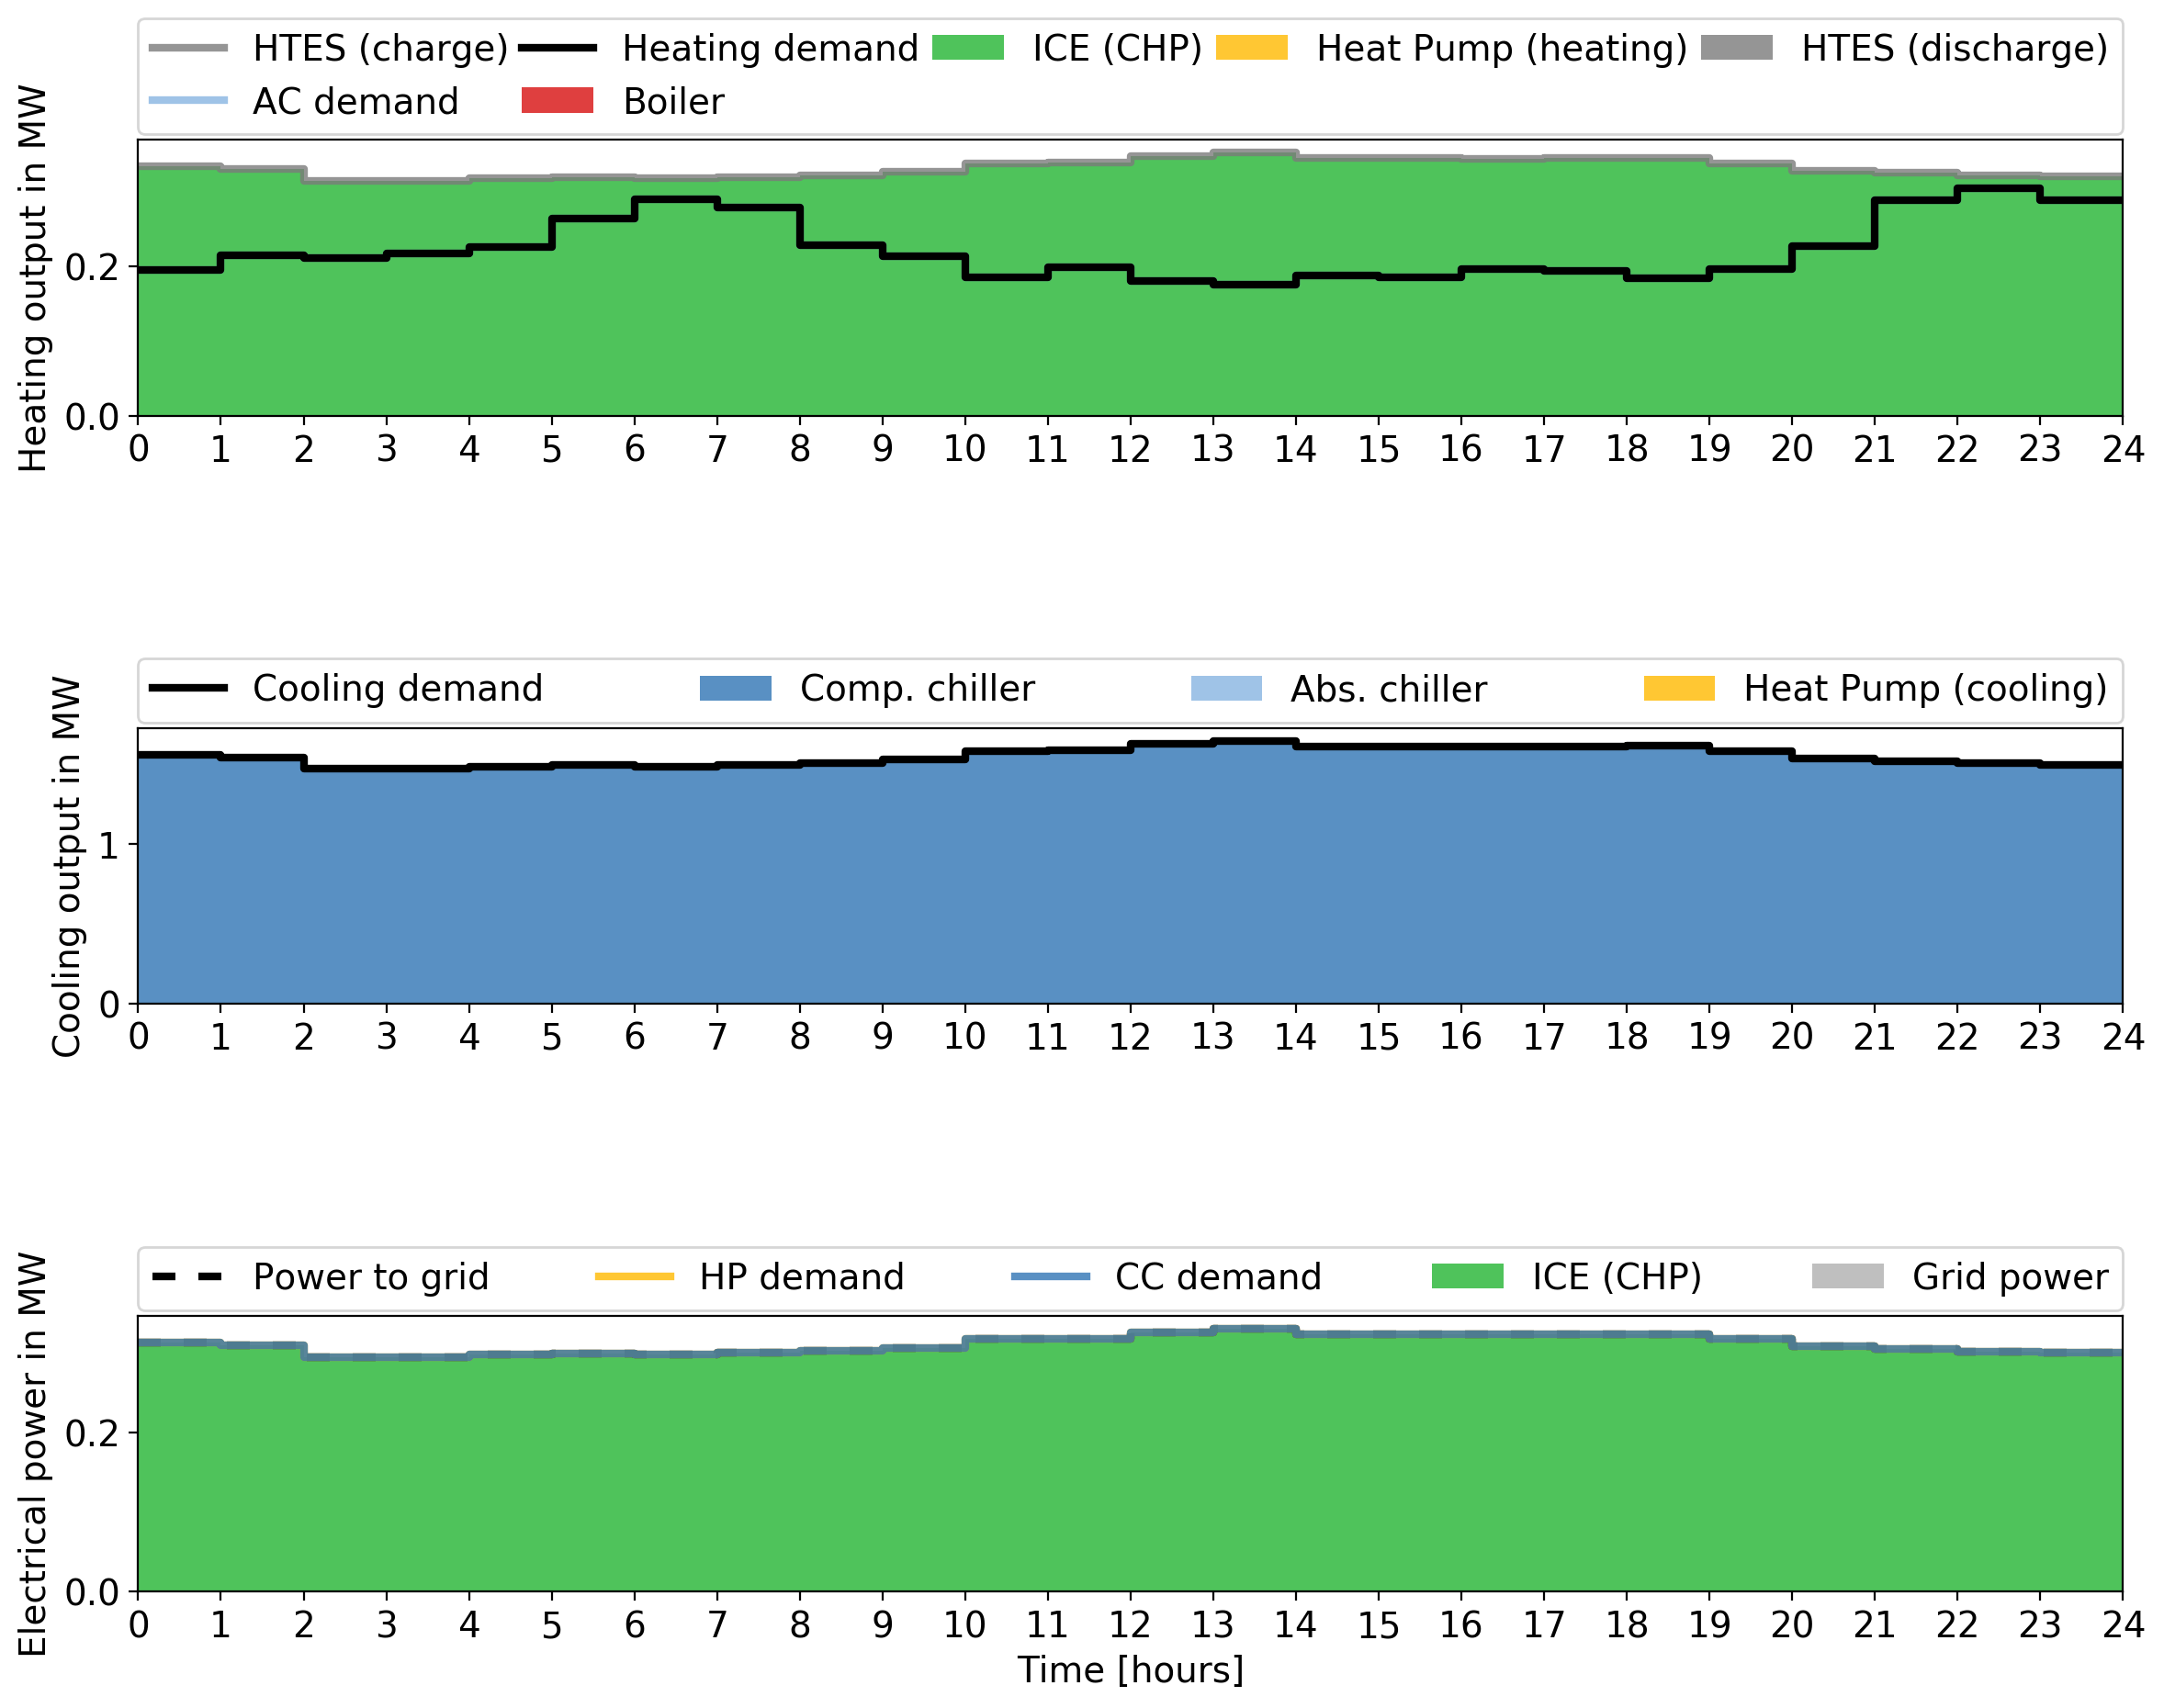 HTES (charge) Heating demand ICE (CHP) Heat Pump (heating) HTES (discharge)
AC demand Boiler
Heating output in MW
0.2
0.0
0 1 2 3 4 5 6 7 8 9 10 11 12 13 14 15 16 17 18 19 20 21 22 23 24
Cooling demand Comp. chiller Abs. chiller Heat Pump (cooling)
Cooling output in MW
1
0
0 1 2 3 4 5 6 7 8 9 10 11 12 13 14 15 16 17 18 19 20 21 22 23 24
Power to grid HP demand CC demand ICE (CHP) Grid power
Electrical power in MW
0.2
0.0
0 1 2 3 4 5 6 7 8 9 10 11 12 13 14 15 16 17 18 19 20 21 22 23 24
Time [hours]